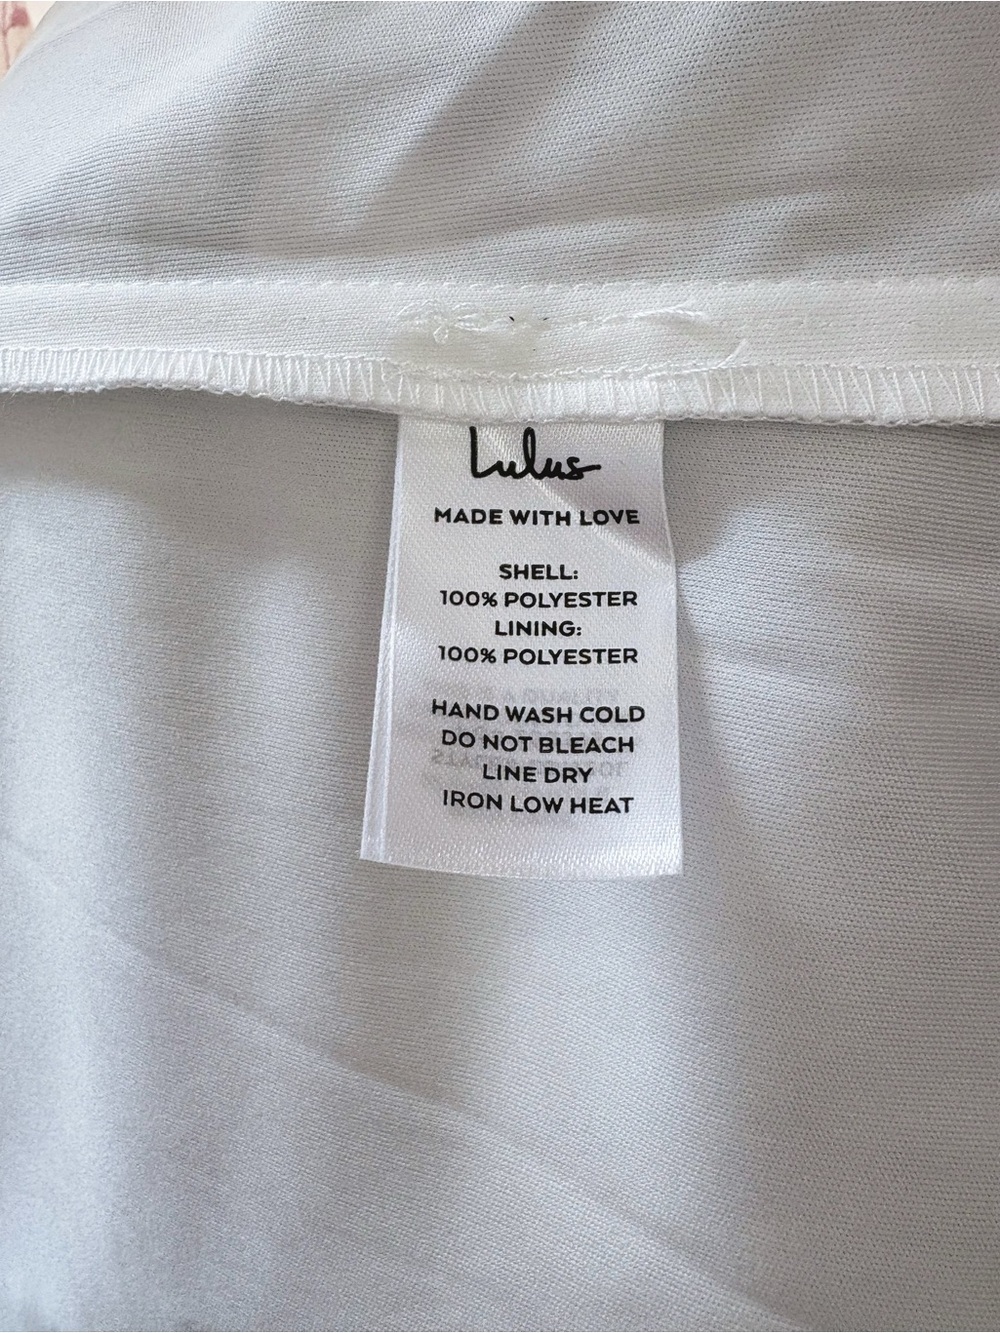 Lulus
MADE WITH LOVE
SHELL:
100% POLYESTER
LINING:
100% POLYESTER
HAND WASH COLD
DO NOT BLEACH
LINE DRY
IRON LOW HEAT